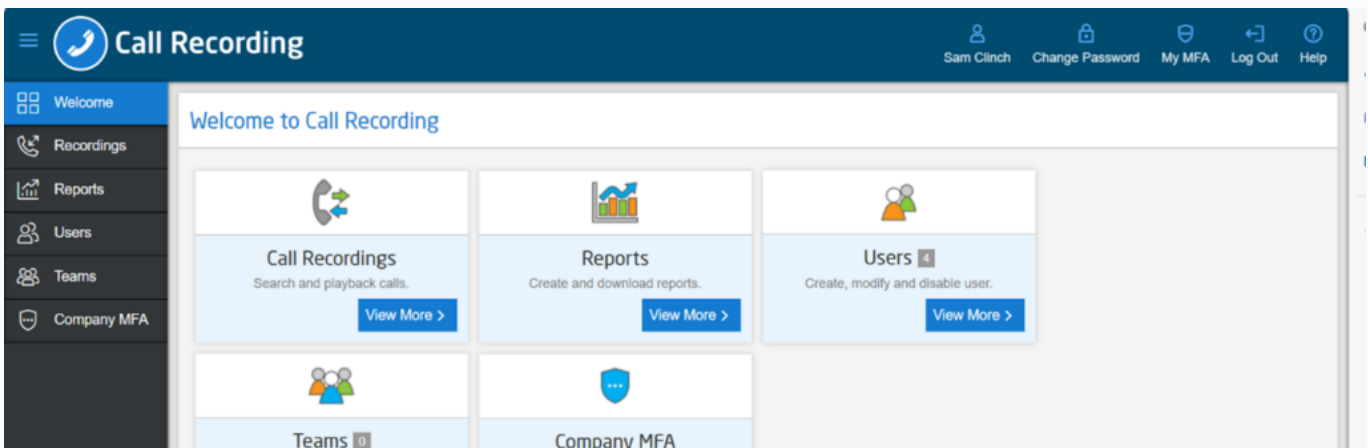 Call Recording
Sam Clinch
Change Password
My MFA
Log Out
Help
Welcome
Recordings
Reports
Users
Teams
Company MFA
Welcome to Call Recording
Call Recordings
Search and playback calls.
View More >
Reports
Create and download reports.
View More >
Users 4
Create, modify and disable user.
View More >
Teams 0
Company MFA